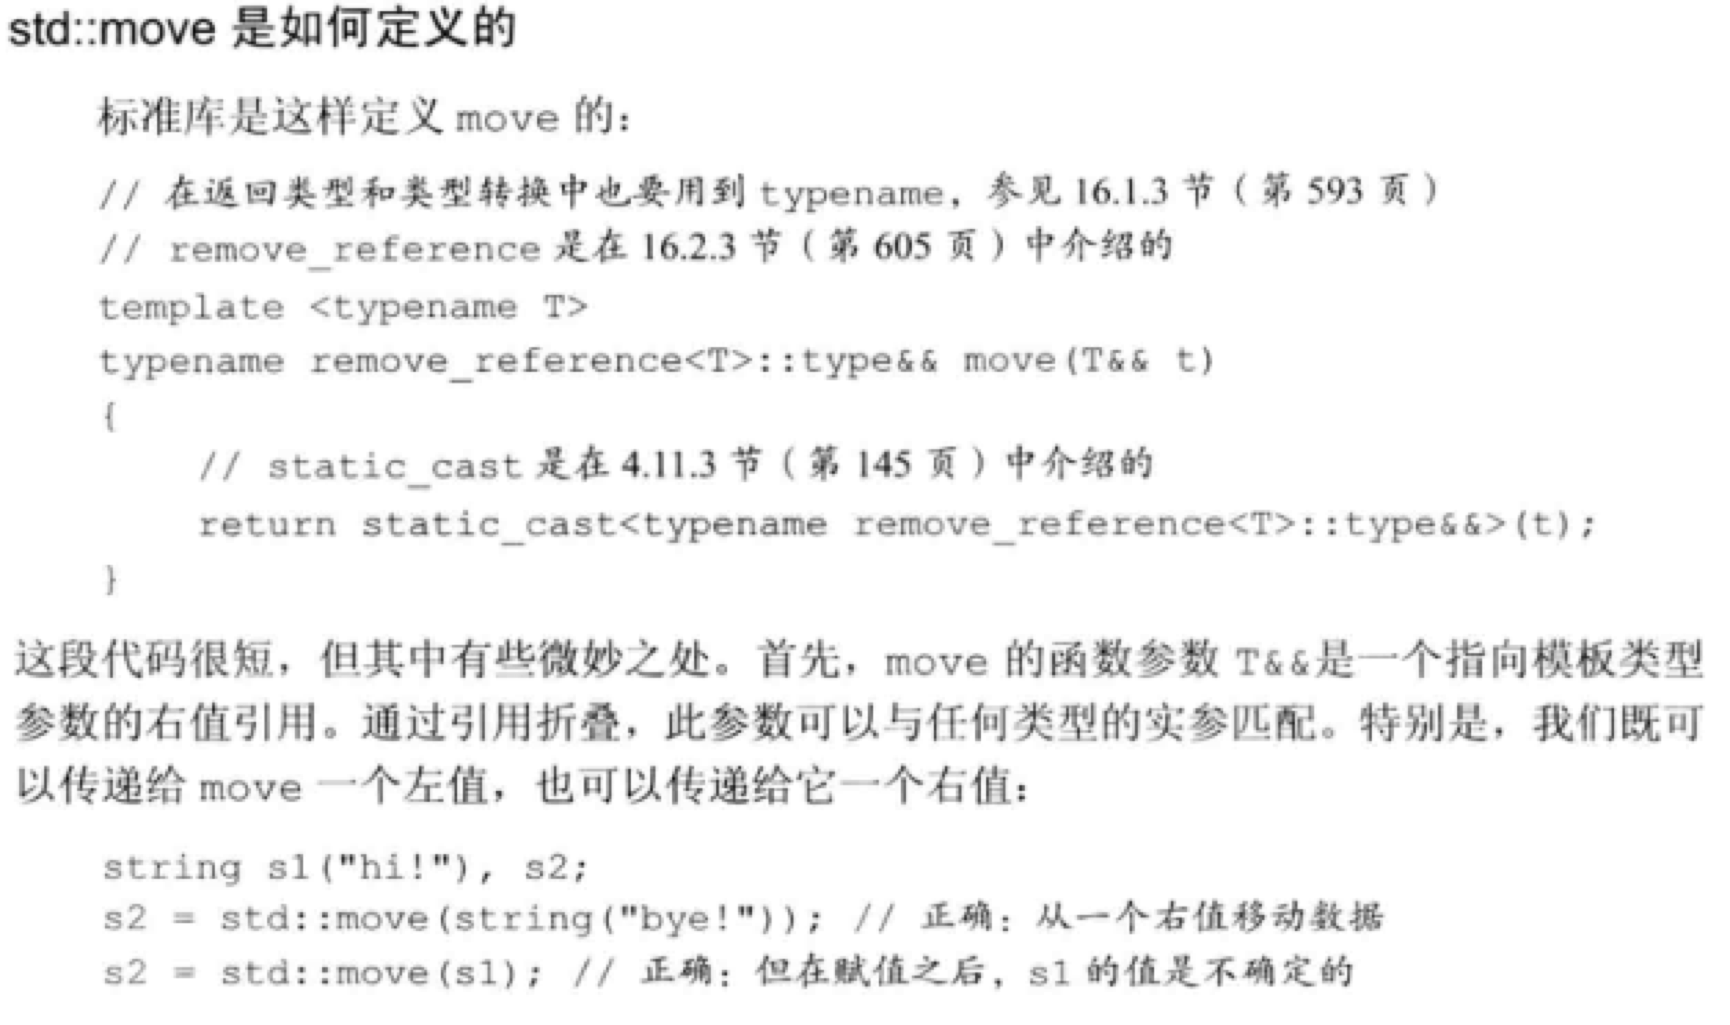 std::move 是如何定义的
标准库是这样定义 move 的：
// 在返回类型和类型转换中也要用到 typename，参见 16.1.3 节（第 593 页）
// remove_reference 是在 16.2.3 节（第 605 页）中介绍的
template <typename T>
typename remove_reference<T>::type&& move(T&& t)
{
// static_cast 是在 4.11.3 节（第 145 页）中介绍的
return static_cast<typename remove_reference<T>::type&&>(t);
}
这段代码很短，但其中有些微妙之处。首先，move 的函数参数 T&&是一个指向模板类型
参数的右值引用。通过引用折叠，此参数可以与任何类型的实参匹配。特别是，我们既可
以传递给 move 一个左值，也可以传递给它一个右值：
string s1("hi!"), s2;
s2 = std::move(string("bye!")); // 正确：从一个右值移动数据
s2 = std::move(s1); // 正确：但在赋值之后，s1 的值是不确定的